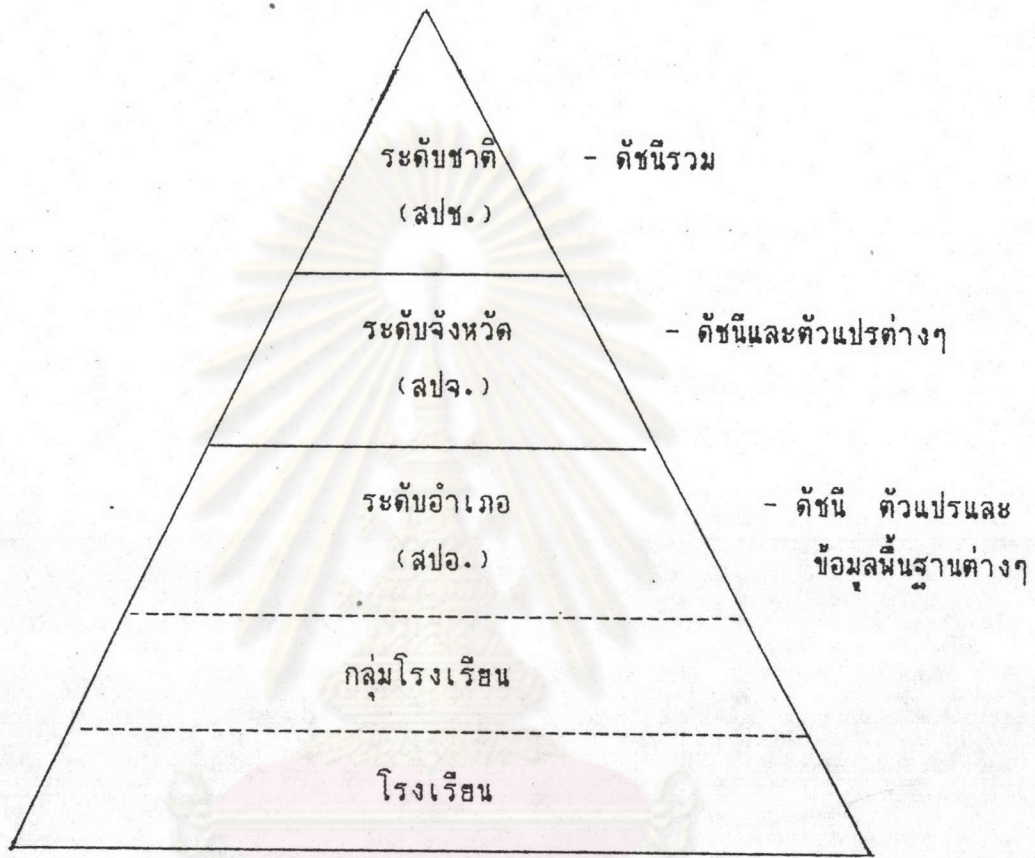 ระดับชาติ - ดัชนีรวม
(สปช.)
ระดับจังหวัด - ดัชนีและตัวแปรต่างๆ
(สปจ.)
ระดับอำเภอ - ดัชนี ตัวแปรและ
(สปอ.) ข้อมูลพื้นฐานต่างๆ
กลุ่มโรงเรียน
โรงเรียน